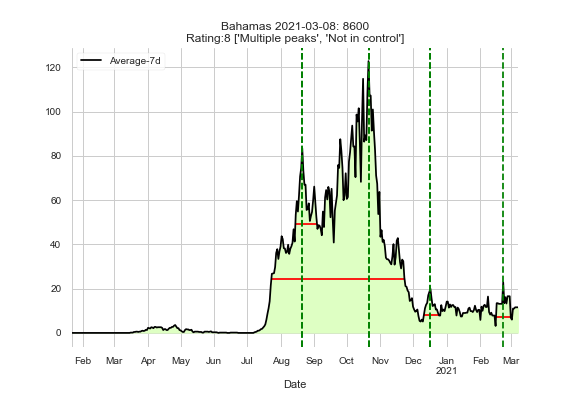 Bahamas 2021-03-08: 8600
Rating:8 ['Multiple peaks', 'Not in control']
Average-7d
120
100
80
60
40
20
0
Feb Mar Apr May Jun Jul Aug Sep Oct Nov Dec Jan Feb Mar
2021
Date